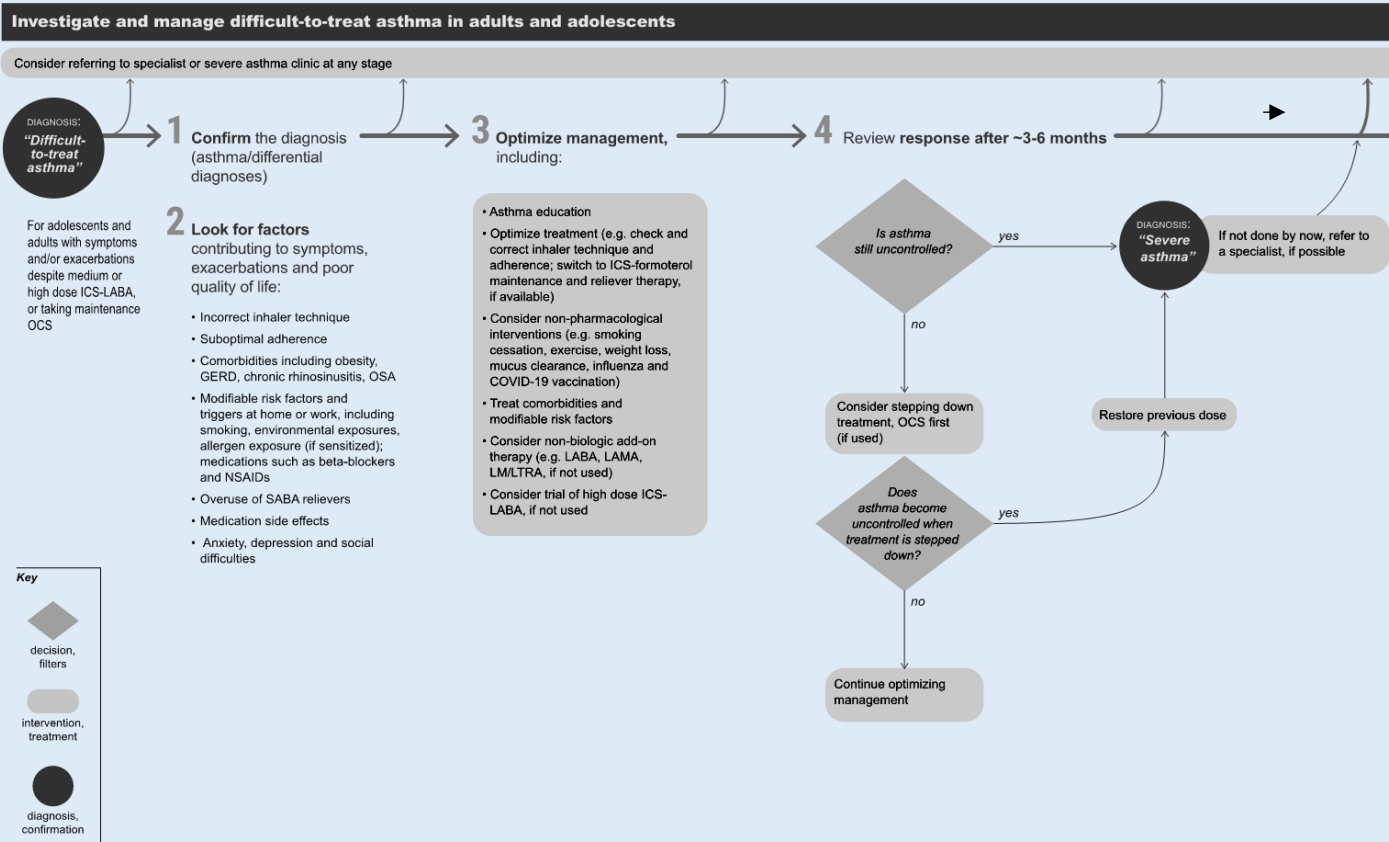 Investigate and manage difficult-to-treat asthma in adults and adolescents
Consider referring to specialist or severe asthma clinic at any stage
DIAGNOSIS:
“Difficult-
to-treat
asthma”
For adolescents and
adults with symptoms
and/or exacerbations
despite medium or
high dose ICS-LABA,
or taking maintenance
OCS
1 Confirm the diagnosis
(asthma/differential
diagnoses)
2 Look for factors
contributing to symptoms,
exacerbations and poor
quality of life:
• Incorrect inhaler technique
• Suboptimal adherence
• Comorbidities including obesity,
GERD, chronic rhinosinusitis, OSA
• Modifiable risk factors and
triggers at home or work, including
smoking, environmental exposures,
allergen exposure (if sensitized);
medications such as beta-blockers
and NSAIDs
• Overuse of SABA relievers
• Medication side effects
• Anxiety, depression and social
difficulties
3 Optimize management,
including:
• Asthma education
• Optimize treatment (e.g. check and
correct inhaler technique and
adherence; switch to ICS-formoterol
maintenance and reliever therapy,
if available)
• Consider non-pharmacological
interventions (e.g. smoking
cessation, exercise, weight loss,
mucus clearance, influenza and
COVID-19 vaccination)
• Treat comorbidities and
modifiable risk factors
• Consider non-biologic add-on
therapy (e.g. LABA, LAMA,
LM/LTRA, if not used)
• Consider trial of high dose ICS-
LABA, if not used
4 Review response after ~3-6 months
Is asthma
still uncontrolled?
yes
DIAGNOSIS:
“Severe
asthma”
If not done by now, refer to
a specialist, if possible
no
Consider stepping down
treatment, OCS first
(if used)
Restore previous dose
Does
asthma become
uncontrolled when
treatment is stepped
down?
yes
no
Continue optimizing
management
Key
decision,
filters
intervention,
treatment
diagnosis,
confirmation